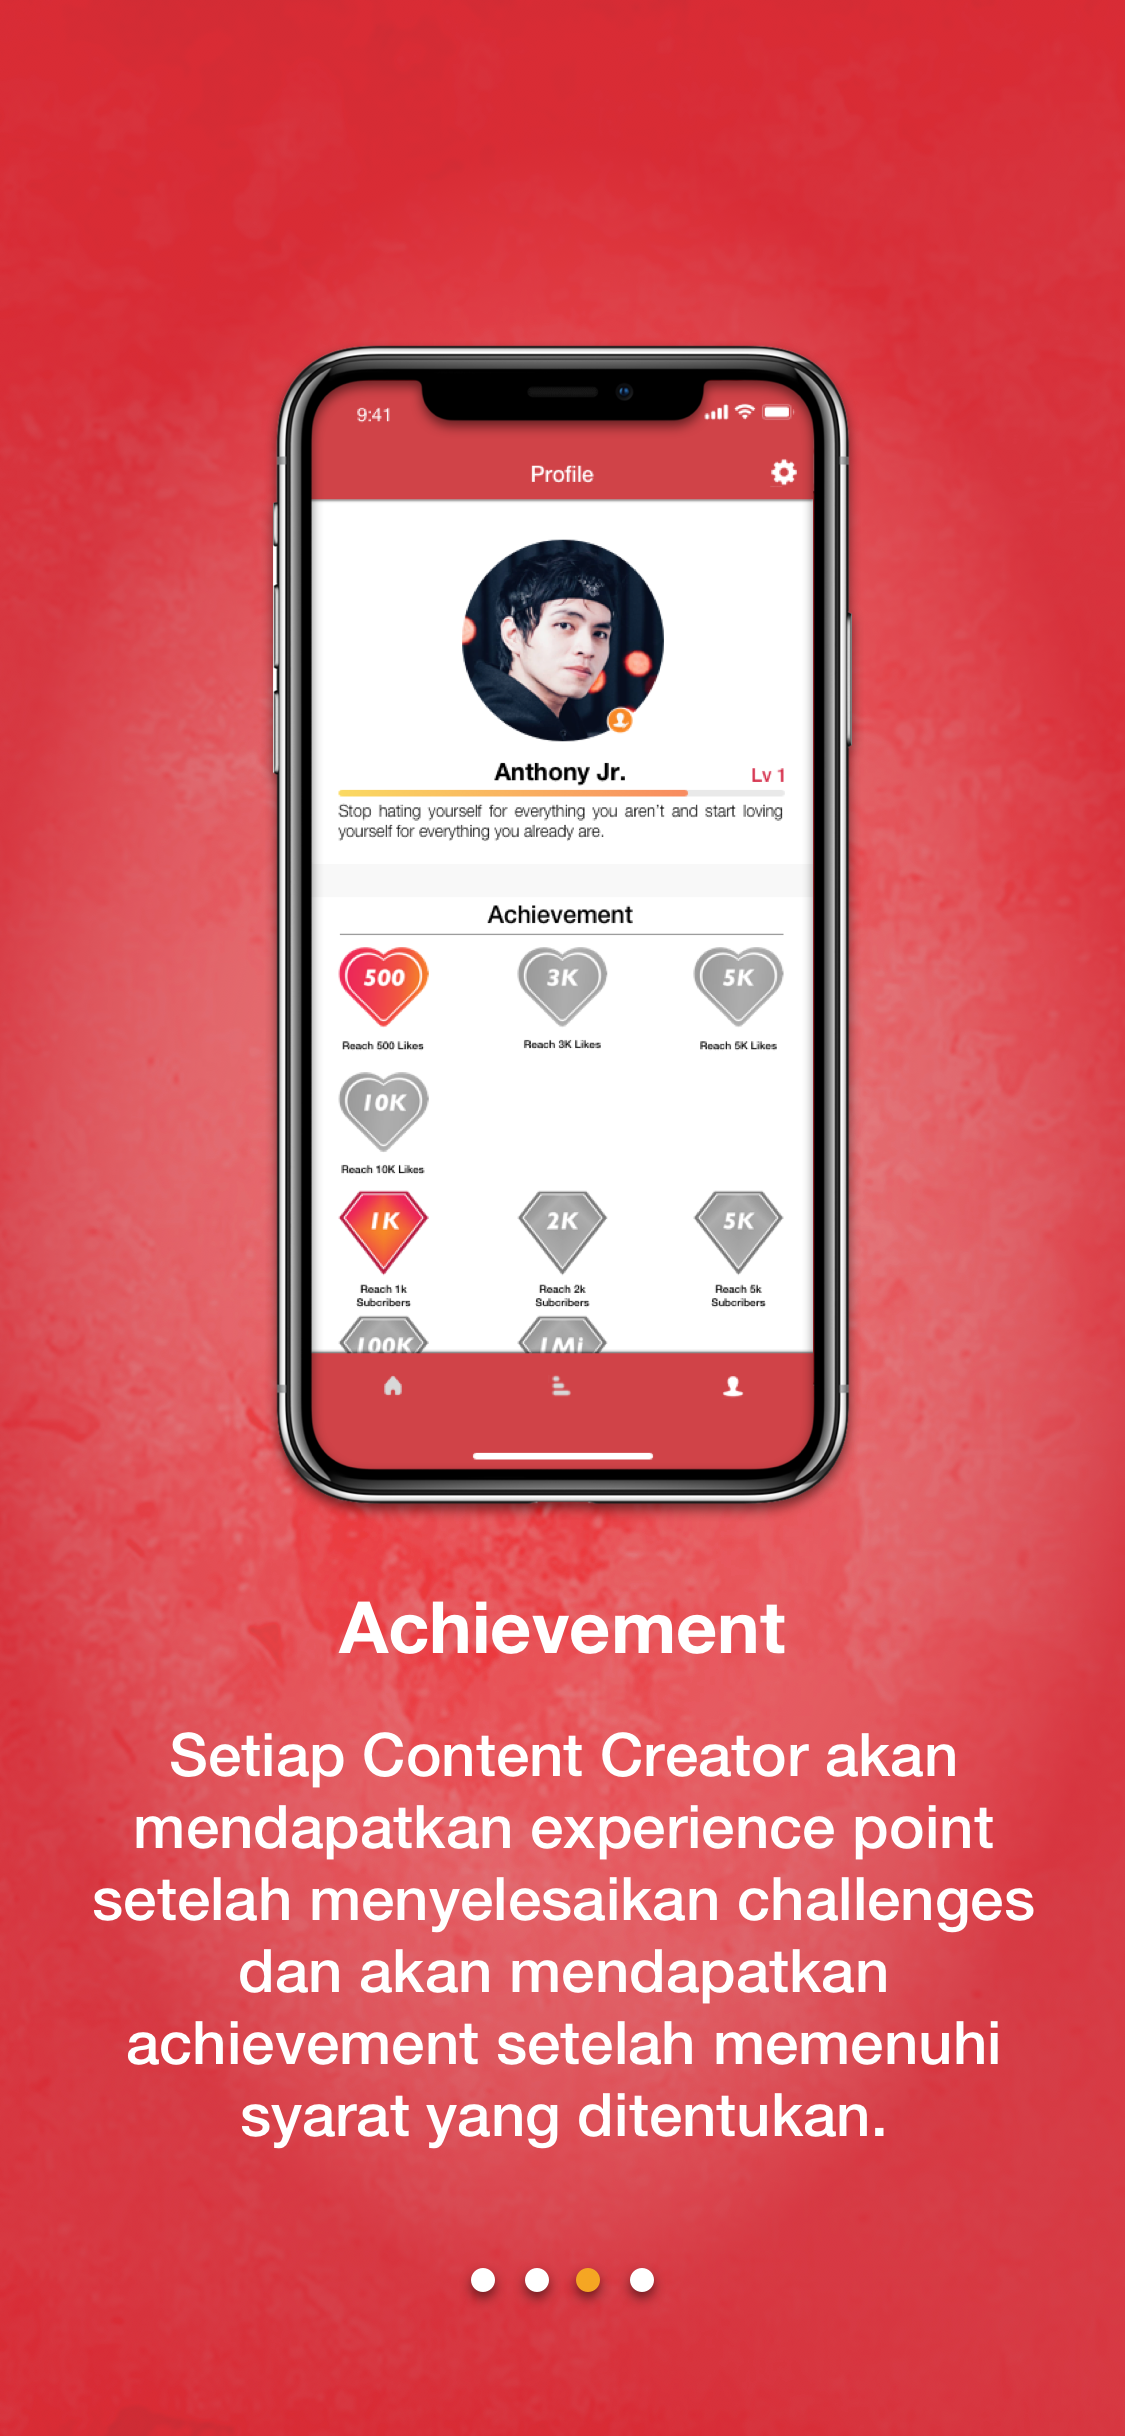 9:41
Profile
Anthony Jr.
Lv 1
Stop hating yourself for everything you aren't and start loving
yourself for everything you already are.
Achievement
500
3K
5K
Reach 500 Likes
Reach 3K Likes
Reach 5K Likes
10K
Reach 10K Likes
1K
2K
5K
Reach 1k
Subcribers
Reach 2k
Subcribers
Reach 5k
Subcribers
100K
1Mi
Achievement
Setiap Content Creator akan
mendapatkan experience point
setelah menyelesaikan challenges
dan akan mendapatkan
achievement setelah memenuhi
syarat yang ditentukan.